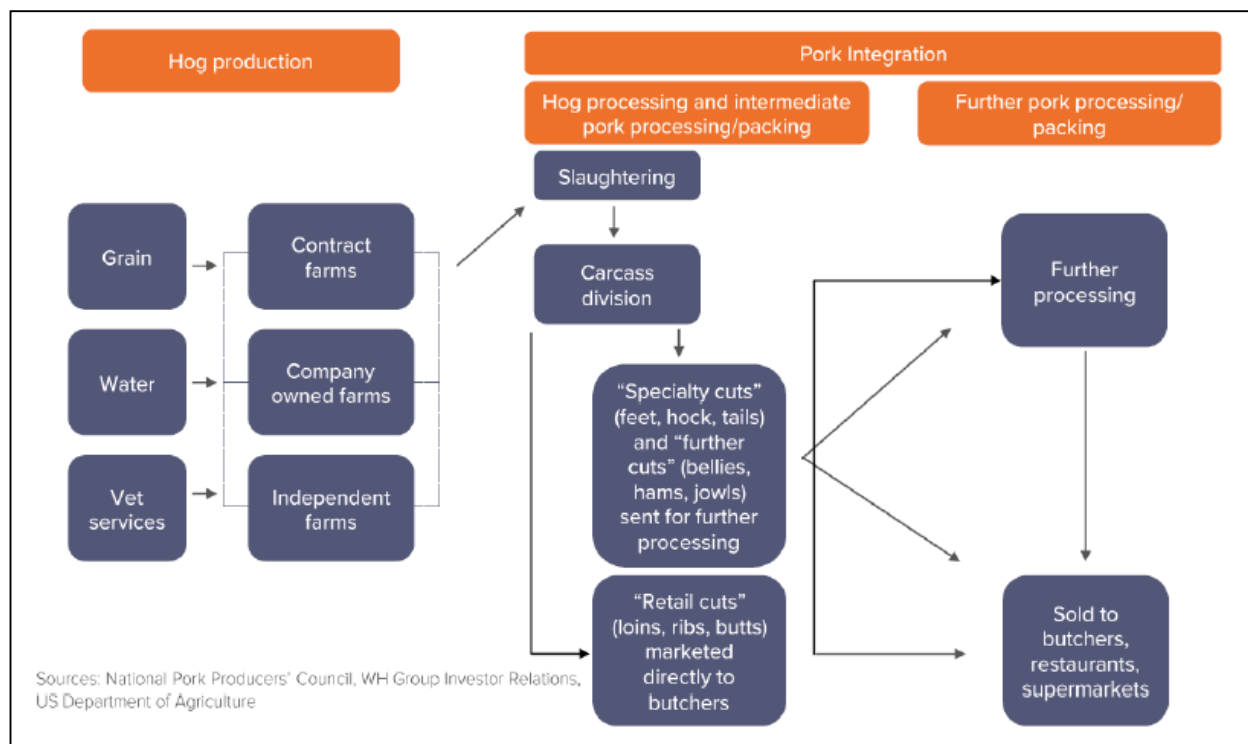 Hog production
Pork Integration
Hog processing and intermediate
pork processing/packing
Further pork processing/
packing
Slaughtering
Grain
Contract
farms
Carcass
division
Further
processing
Water
Company
owned farms
"Specialty cuts"
(feet, hock, tails)
and "further
cuts" (bellies,
hams, jowls)
sent for further
processing
Vet
services
Independent
farms
"Retail cuts"
(loins, ribs, butts)
marketed
directly to
butchers
Sold to
butchers,
restaurants,
supermarkets
Sources: National Pork Producers' Council, WH Group Investor Relations,
US Department of Agriculture